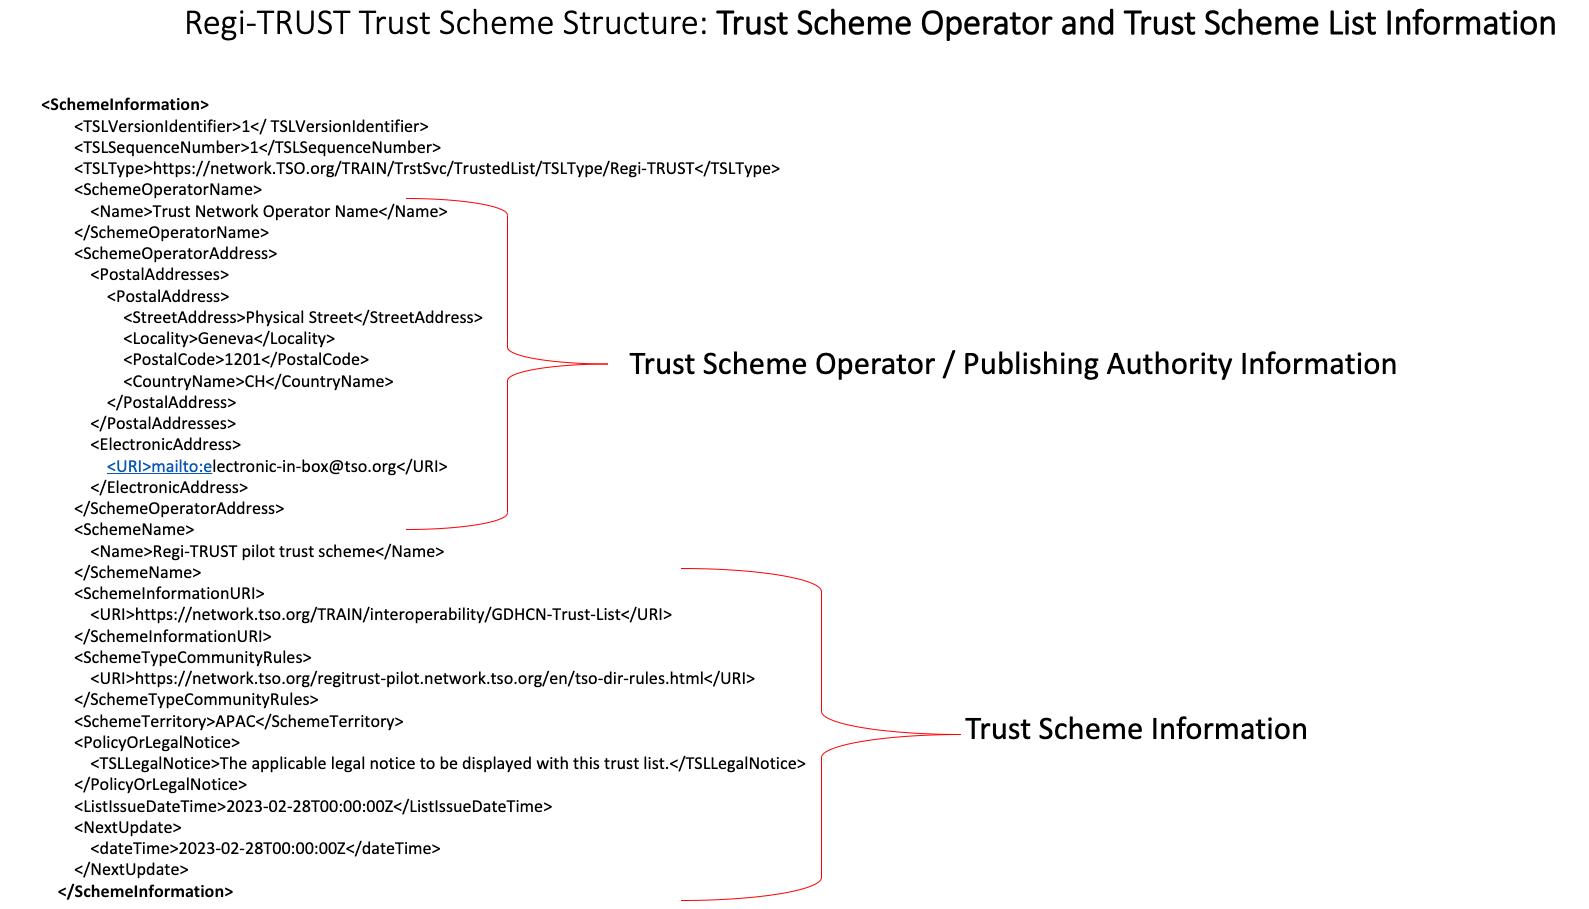 Regi-TRUST Trust Scheme Structure: Trust Scheme Operator and Trust Scheme List Information
<SchemeInformation>
<TSLVersionIdentifier>1</ TSLVersionIdentifier>
<TSLSequenceNumber>1</TSLSequenceNumber>
<TSLType>https://network.TSO.org/TRAIN/TrstSvc/TrustedList/TSLType/Regi-TRUST</TSLType>
<SchemeOperatorName>
<Name>Trust Network Operator Name</Name>
</SchemeOperatorName>
<SchemeOperatorAddress>
<PostalAddresses>
<PostalAddress>
<StreetAddress>Physical Street</StreetAddress>
<Locality>Geneva</Locality>
<PostalCode>1201</PostalCode>
<CountryName>CH</CountryName>
</PostalAddress>
</PostalAddresses>
<ElectronicAddress>
<URI>mailto:electronic-in-box@tso.org</URI>
</ElectronicAddress>
</SchemeOperatorAddress>
Trust Scheme Operator / Publishing Authority Information
<SchemeName>
<Name>Regi-TRUST pilot trust scheme</Name>
</SchemeName>
<SchemeInformationURI>
<URI>https://network.tso.org/TRAIN/interoperability/GDHCN-Trust-List</URI>
</SchemeInformationURI>
<SchemeTypeCommunityRules>
<URI>https://network.tso.org/regitrust-pilot.network.tso.org/en/tso-dir-rules.html</URI>
</SchemeTypeCommunityRules>
<SchemeTerritory>APAC</SchemeTerritory>
<PolicyOrLegalNotice>
<TSLLegalNotice>The applicable legal notice to be displayed with this trust list.</TSLLegalNotice>
</PolicyOrLegalNotice>
<ListIssueDateTime>2023-02-28T00:00:00Z</ListIssueDateTime>
<NextUpdate>
<dateTime>2023-02-28T00:00:00Z</dateTime>
</NextUpdate>
</SchemeInformation>
Trust Scheme Information